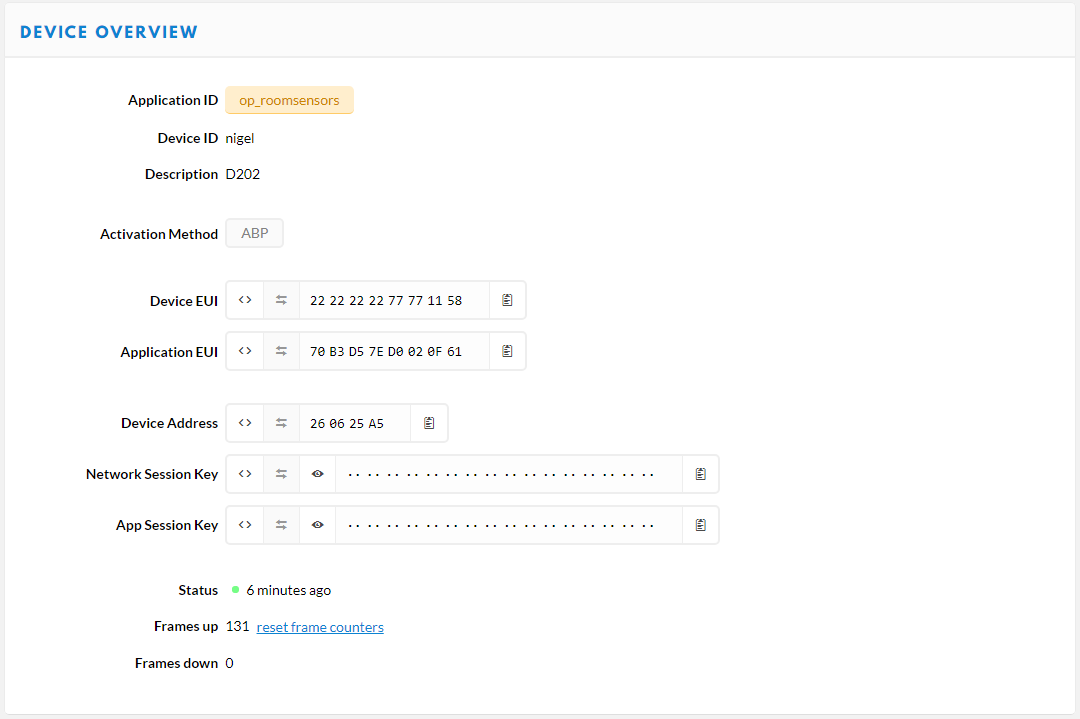 DEVICE OVERVIEW
Application ID op_roomsensors
Device ID nigel
Description D202
Activation Method ABP
Device EUI <> 22 22 22 22 77 77 11 58
Application EUI <> 70 B3 D5 7E D0 02 0F 61
Device Address <> 26 06 25 A5
Network Session Key <> ·· ·· ·· ·· ·· ·· ·· ·· ·· ·· ·· ·· ·· ·· ·· ··
App Session Key <> ·· ·· ·· ·· ·· ·· ·· ·· ·· ·· ·· ·· ·· ·· ·· ··
Status 6 minutes ago
Frames up 131 reset frame counters
Frames down 0